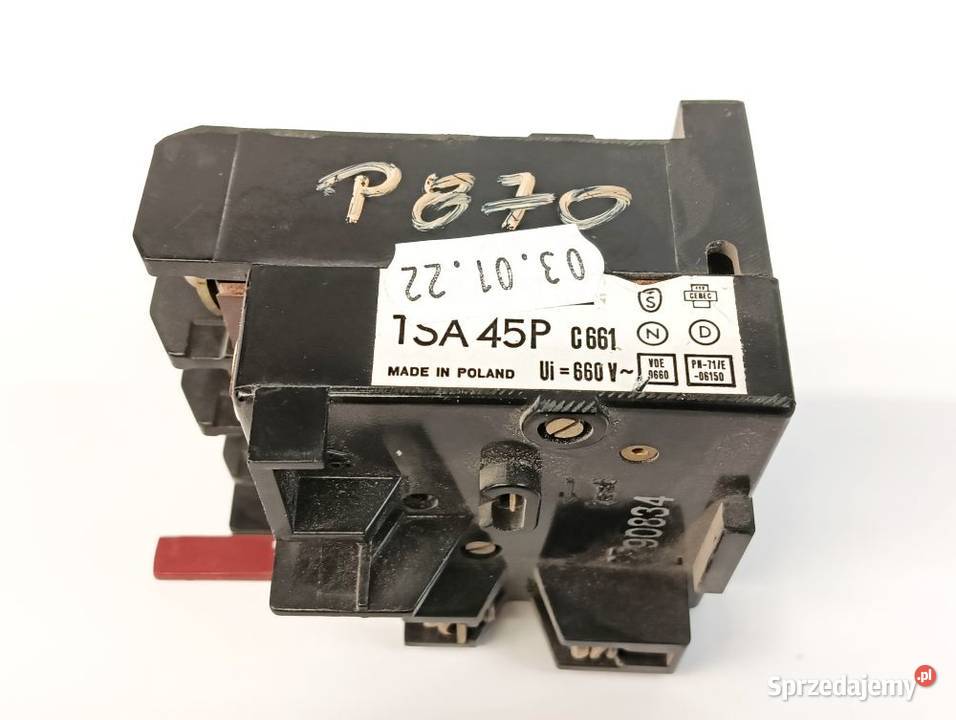 P870
03.01.22
TSA 45P C661
MADE IN POLAND Ui = 660 V~
S
CEBEC
N D
VDE
0660
PN-71/E
-06150
90834
Sprzedajemy.pl